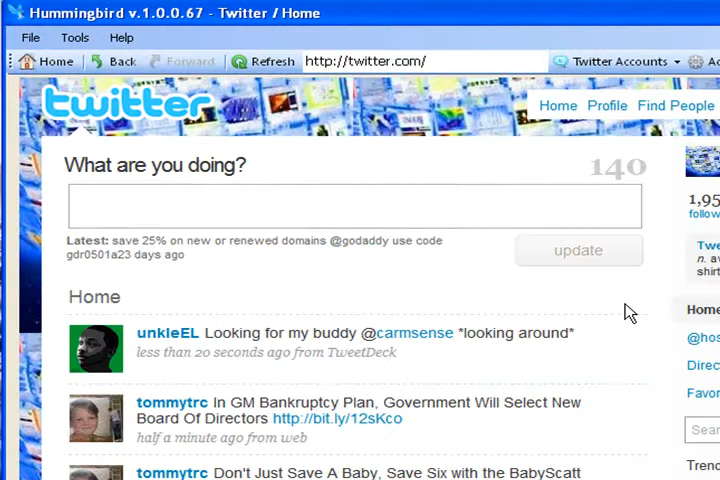 Hummingbird v.1.0.0.67 - Twitter / Home
File Tools Help
Home Back Forward Refresh http://twitter.com/ Twitter Accounts
twitter
Home Profile Find People
What are you doing? 140
1,95
follow
Latest: save 25% on new or renewed domains @godaddy use code
gdr0501a23 days ago
update
Twe
n. av
shirt
Home
Home
unkleEL Looking for my buddy @carmsense *looking around*
less than 20 seconds ago from TweetDeck
@hos
Direc
Favor
tommytrc In GM Bankruptcy Plan, Government Will Select New
Board Of Directors http://bit.ly/12sKco
half a minute ago from web
Sear
Trend
tommytrc Don't Just Save A Baby, Save Six with the BabyScatt